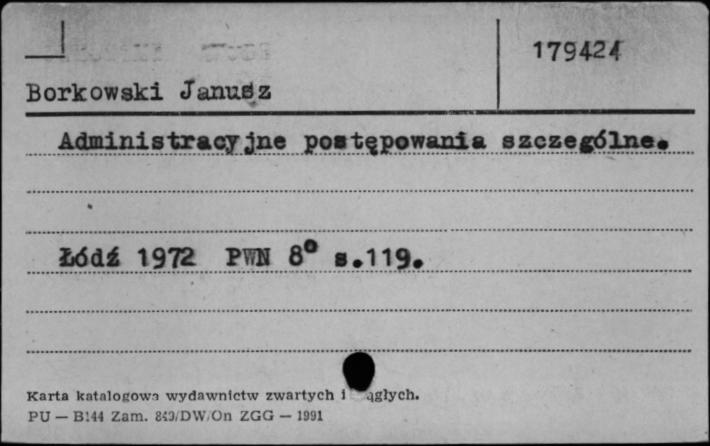 179424
Borkowski Janusz
Administracyjne postępowania szczególne.
Łódź 1972 PWN 8° s.119.
Karta katalogowa wydawnictw zwartych i
PU — B144 Zam. /DW/On ZGG — 1991